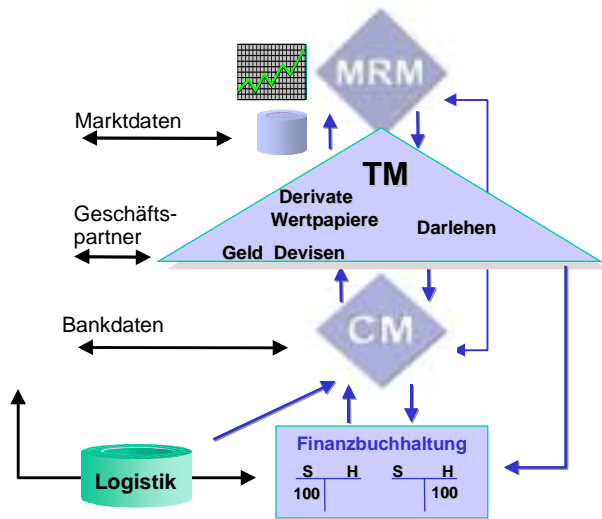 MRM
Marktdaten
TM
Derivate
Wertpapiere
Darlehen
Geschäfts-
partner
Geld Devisen
Bankdaten
CM
Logistik
Finanzbuchhaltung
S H S H
100 100